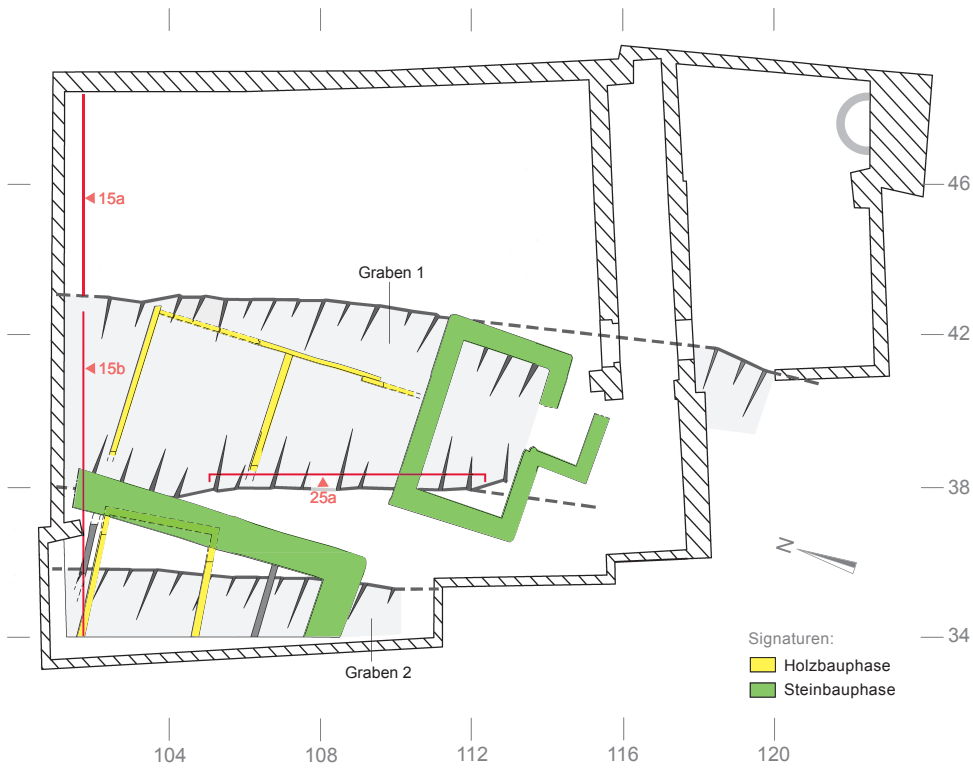 46
15a
Graben 1
42
15b
38
25a
N
34
Signaturen:
Holzbauphase
Graben 2
Steinbauphase
104
108
112
116
120